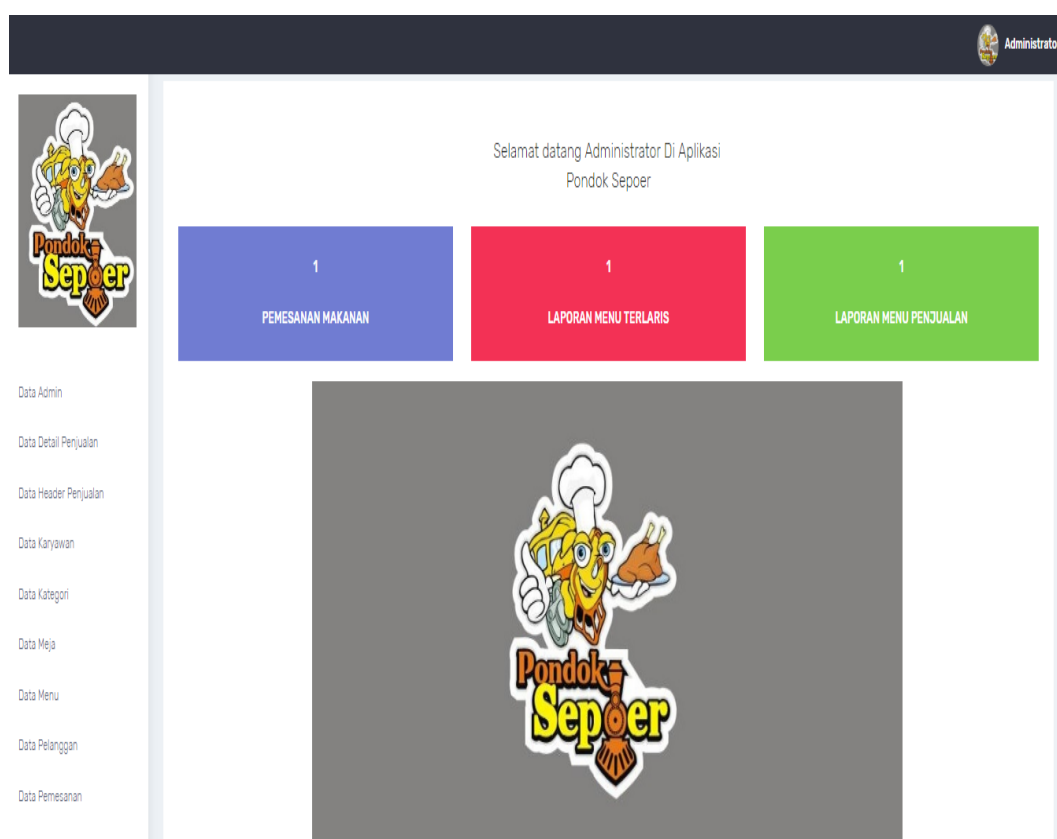 Administrato
Pondok
Sepoer
Selamat datang Administrator Di Aplikasi
Pondok Sepoer
1
PEMESANAN MAKANAN
1
LAPORAN MENU TERLARIS
1
LAPORAN MENU PENJUALAN
Data Admin
Data Detail Penjualan
Data Header Penjualan
Data Karyawan
Data Kategori
Data Meja
Data Menu
Data Pelanggan
Data Pemesanan
Pondok
Sepoer